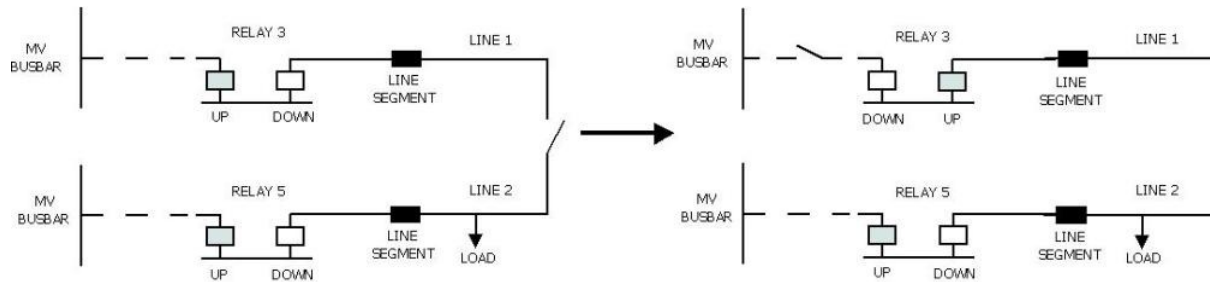 RELAY 3
LINE 1
MV
BUSBAR
LINE
SEGMENT
UP
DOWN
RELAY 5
LINE 2
MV
BUSBAR
LINE
SEGMENT
LOAD
UP
DOWN
RELAY 3
LINE 1
MV
BUSBAR
LINE
SEGMENT
DOWN
UP
RELAY 5
LINE 2
MV
BUSBAR
LINE
SEGMENT
LOAD
UP
DOWN